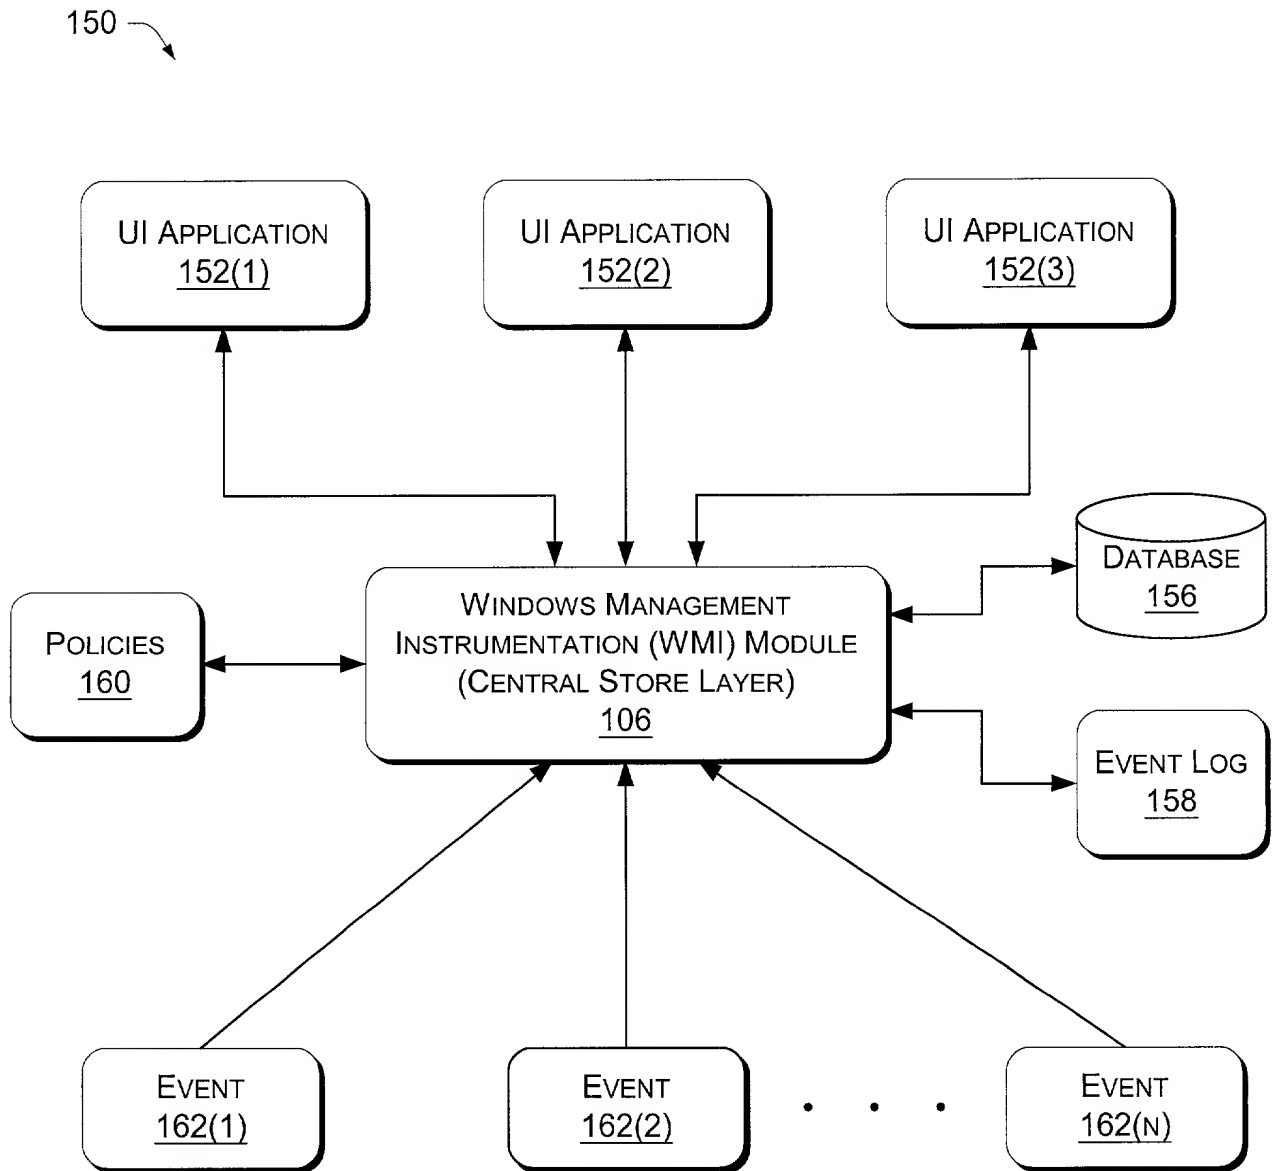 150
UI APPLICATION
152(1)
UI APPLICATION
152(2)
UI APPLICATION
152(3)
WINDOWS MANAGEMENT
INSTRUMENTATION (WMI) MODULE
(CENTRAL STORE LAYER)
106
DATABASE
156
POLICIES
160
EVENT LOG
158
EVENT
162(1)
EVENT
162(2)
. . .
EVENT
162(N)